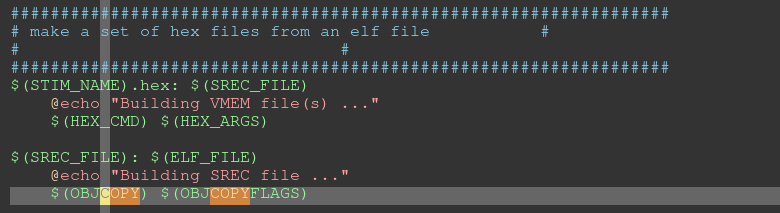 ##################################################################
# make a set of hex files from an elf file #
# #
##################################################################
$(STIM_NAME).hex: $(SREC_FILE)
@echo "Building VMEM file(s) ..."
$(HEX_CMD) $(HEX_ARGS)
$(SREC_FILE): $(ELF_FILE)
@echo "Building SREC file ..."
$(OBJCOPY) $(OBJCOPYFLAGS)